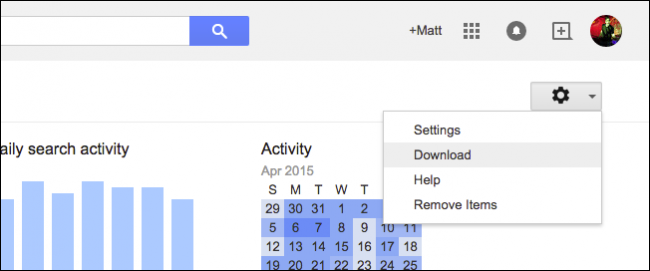 +Matt
Settings
Download
Help
Remove Items
aily search activity
Activity
Apr 2015
S M T W T
29 30 31 1 2
5 6 7 8 9 10 11
12 13 14 15 16 17 18
19 20 21 22 23 24 25